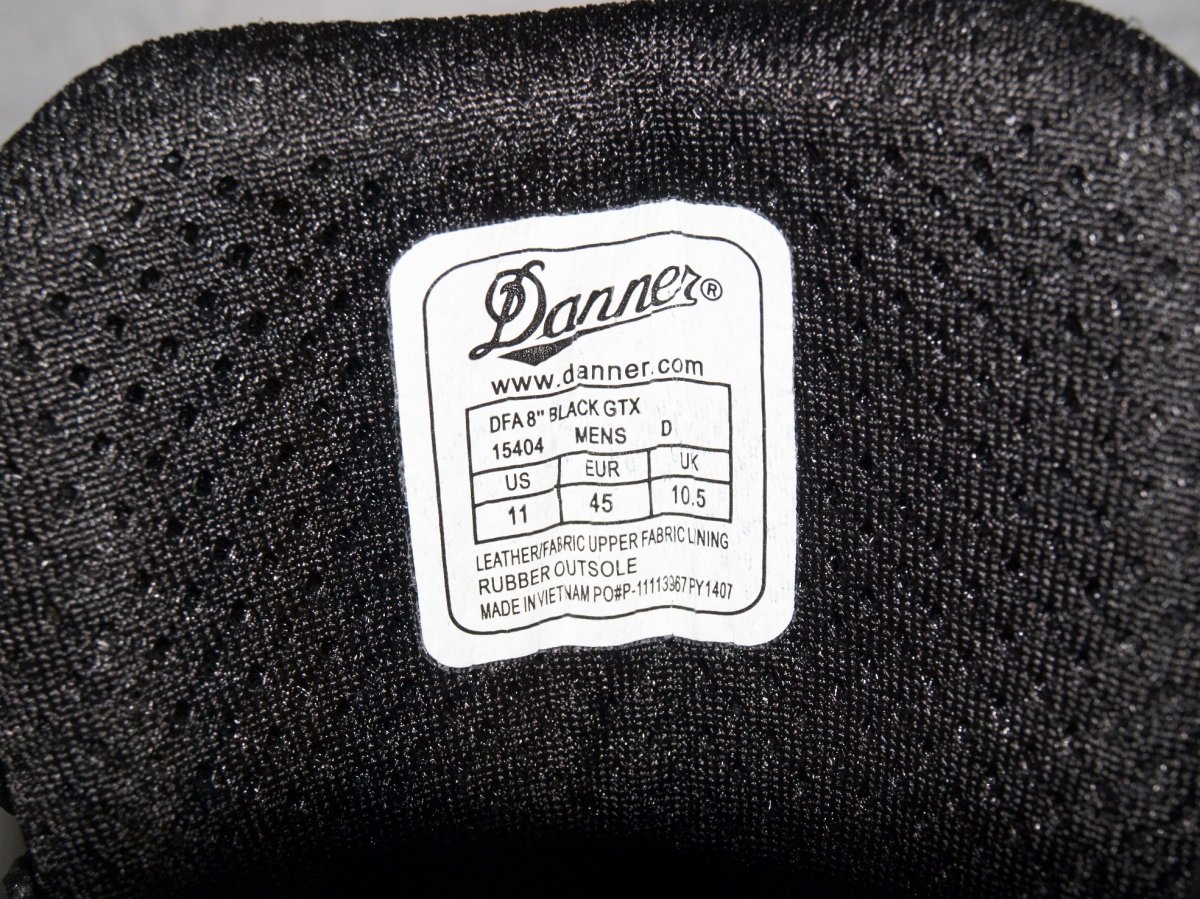 Danner®
www.danner.com
DFA 8" BLACK GTX
15404 MENS D
US EUR UK
11 45 10.5
LEATHER/FABRIC UPPER FABRIC LINING
RUBBER OUTSOLE
MADE IN VIETNAM PO#P-11113967 PY1407